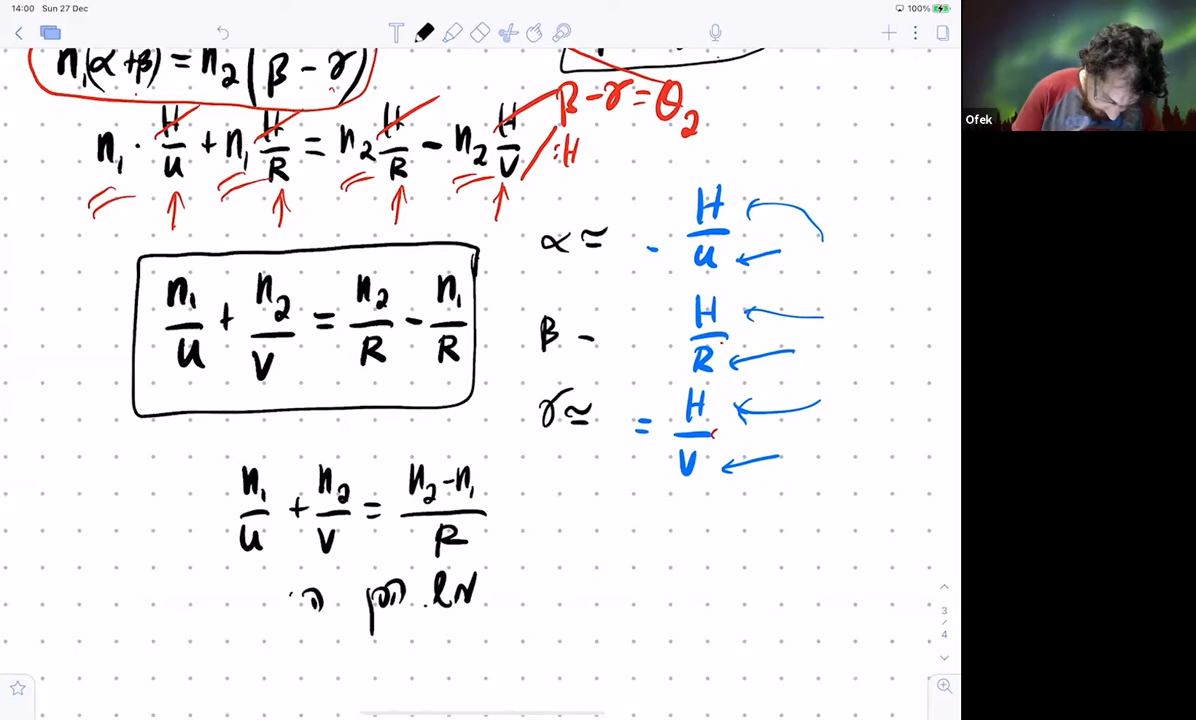 14:00 Sun 27 Dec
100%
n₁(α+β) = n₂(β − γ)
β − γ = θ₂
n₁ · H/u + n₁ H/R = n₂ H/R − n₂ H/V /:H
α ≃ H/u
n₁/u + n₂/V = n₂/R − n₁/R
β − H/R
γ ≃ = H/V
n₁/u + n₂/V = (n₂ − n₁)/R
3
/
4
Ofek